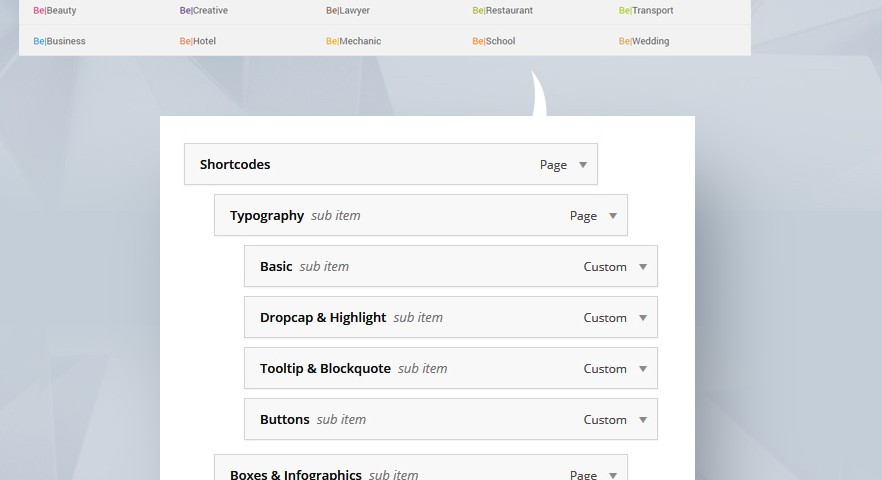 Be|Beauty Be|Creative Be|Lawyer Be|Restaurant Be|Transport
Be|Business Be|Hotel Be|Mechanic Be|School Be|Wedding
Shortcodes Page
Typography sub item Page
Basic sub item Custom
Dropcap & Highlight sub item Custom
Tooltip & Blockquote sub item Custom
Buttons sub item Custom
Boxes & Infographics sub item Page